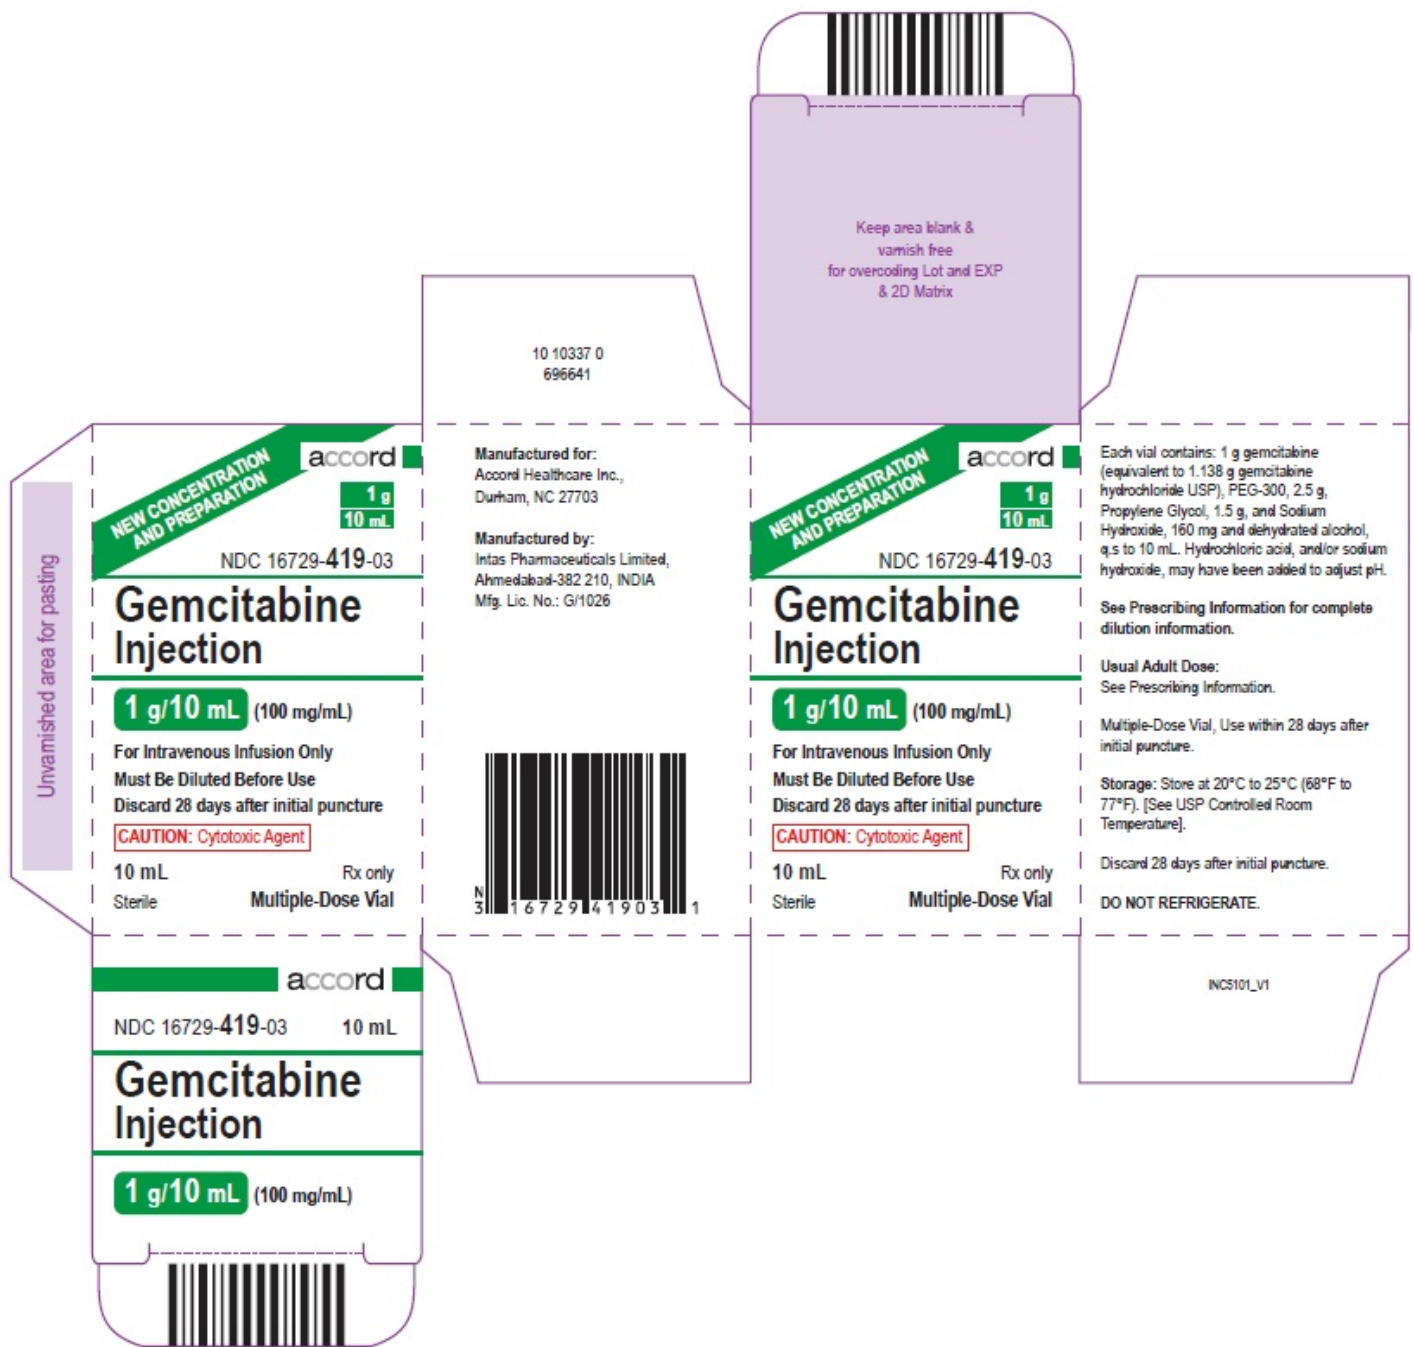 Keep area blank &
varnish free
for overcoding Lot and EXP
& 2D Matrix
10 10337 0
696641
Unvarnished area for pasting
NEW CONCENTRATION
AND PREPARATION
accord
1 g
10 mL
NDC 16729-419-03
Gemcitabine
Injection
1 g/10 mL (100 mg/mL)
For Intravenous Infusion Only
Must Be Diluted Before Use
Discard 28 days after initial puncture
CAUTION: Cytotoxic Agent
10 mL Rx only
Sterile Multiple-Dose Vial
Manufactured for:
Accord Healthcare Inc.,
Durham, NC 27703
Manufactured by:
Intas Pharmaceuticals Limited,
Ahmedabad-382 210, INDIA
Mfg. Lic. No.: G/1026
N
3 16729 41903 1
NEW CONCENTRATION
AND PREPARATION
accord
1 g
10 mL
NDC 16729-419-03
Gemcitabine
Injection
1 g/10 mL (100 mg/mL)
For Intravenous Infusion Only
Must Be Diluted Before Use
Discard 28 days after initial puncture
CAUTION: Cytotoxic Agent
10 mL Rx only
Sterile Multiple-Dose Vial
Each vial contains: 1 g gemcitabine
(equivalent to 1.138 g gemcitabine
hydrochloride USP), PEG-300, 2.5 g,
Propylene Glycol, 1.5 g, and Sodium
Hydroxide, 160 mg and dehydrated alcohol,
q.s to 10 mL. Hydrochloric acid, and/or sodium
hydroxide, may have been added to adjust pH.
See Prescribing Information for complete
dilution information.
Usual Adult Dose:
See Prescribing Information.
Multiple-Dose Vial, Use within 28 days after
initial puncture.
Storage: Store at 20°C to 25°C (68°F to
77°F). [See USP Controlled Room
Temperature].
Discard 28 days after initial puncture.
DO NOT REFRIGERATE.
accord
NDC 16729-419-03 10 mL
Gemcitabine
Injection
1 g/10 mL (100 mg/mL)
INC5101_V1